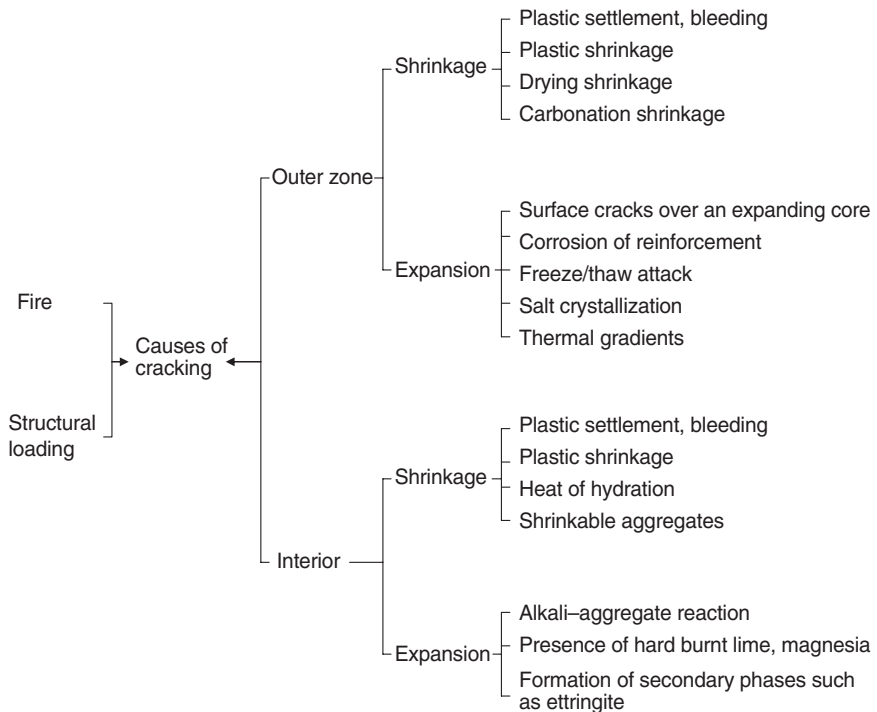 Fire
Structural
loading
Causes of
cracking
Outer zone
Shrinkage
Plastic settlement, bleeding
Plastic shrinkage
Drying shrinkage
Carbonation shrinkage
Expansion
Surface cracks over an expanding core
Corrosion of reinforcement
Freeze/thaw attack
Salt crystallization
Thermal gradients
Interior
Shrinkage
Plastic settlement, bleeding
Plastic shrinkage
Heat of hydration
Shrinkable aggregates
Expansion
Alkali–aggregate reaction
Presence of hard burnt lime, magnesia
Formation of secondary phases such
as ettringite